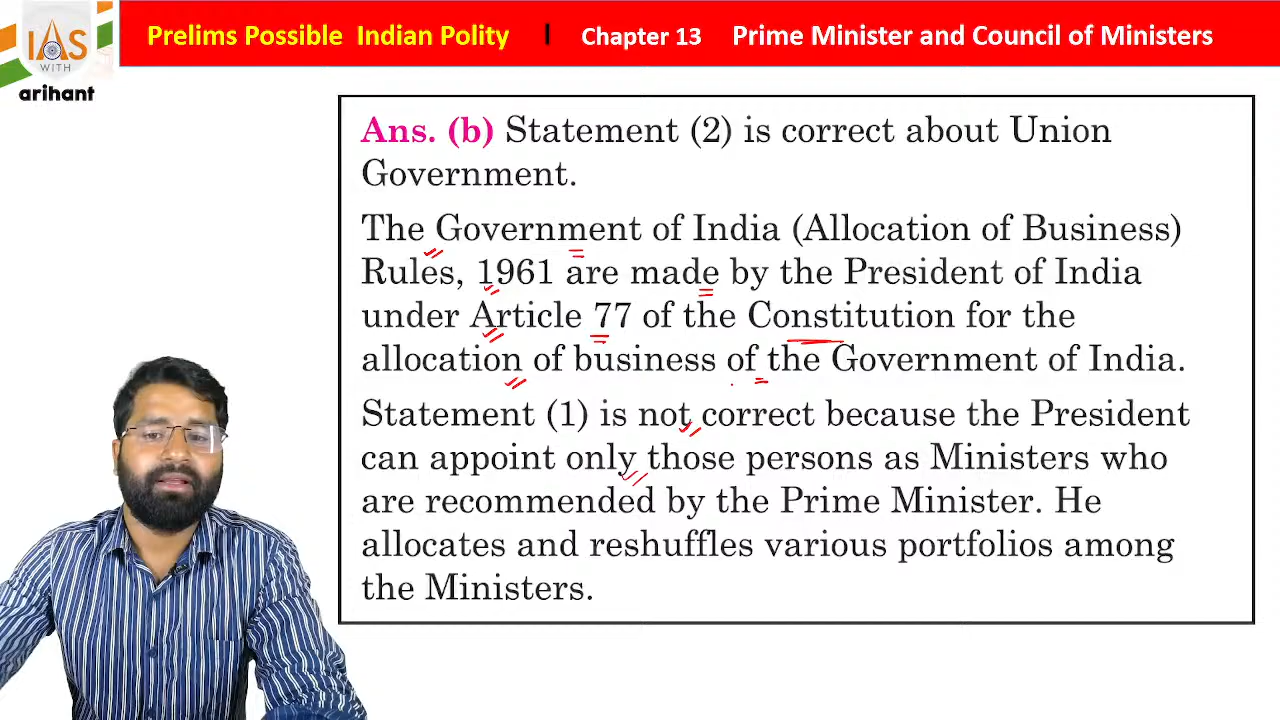 IAS
WITH
arihant
Prelims Possible Indian Polity | Chapter 13 Prime Minister and Council of Ministers
Ans. (b) Statement (2) is correct about Union
Government.
The Government of India (Allocation of Business)
Rules, 1961 are made by the President of India
under Article 77 of the Constitution for the
allocation of business of the Government of India.
Statement (1) is not correct because the President
can appoint only those persons as Ministers who
are recommended by the Prime Minister. He
allocates and reshuffles various portfolios among
the Ministers.